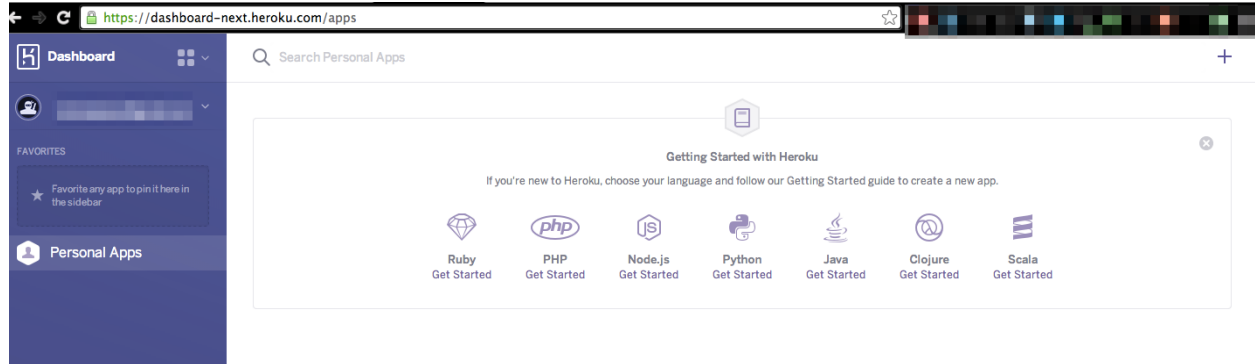 https://dashboard-next.heroku.com/apps
Dashboard
Search Personal Apps
FAVORITES
Favorite any app to pin it here in
the sidebar
Personal Apps
Getting Started with Heroku
If you're new to Heroku, choose your language and follow our Getting Started guide to create a new app.
php
JS
Ruby PHP Node.js Python Java Clojure Scala
Get Started Get Started Get Started Get Started Get Started Get Started Get Started